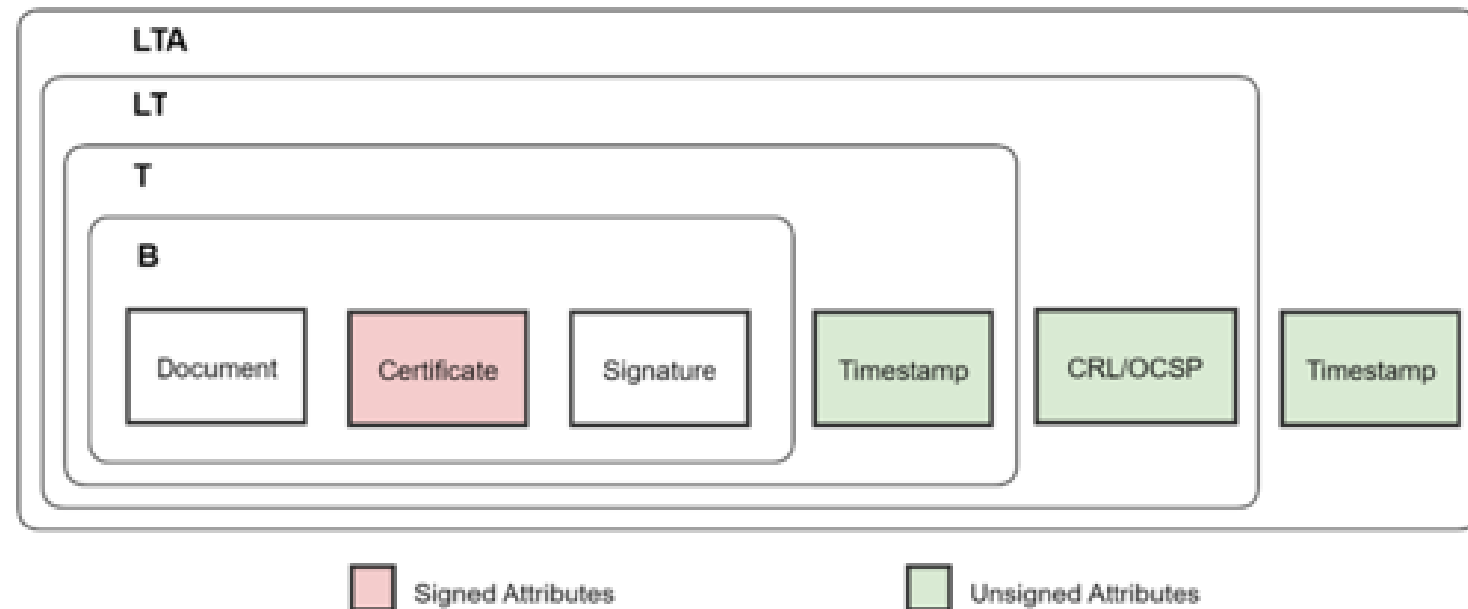 LTA
LT
T
B
Document Certificate Signature Timestamp CRL/OCSP Timestamp
Signed Attributes Unsigned Attributes